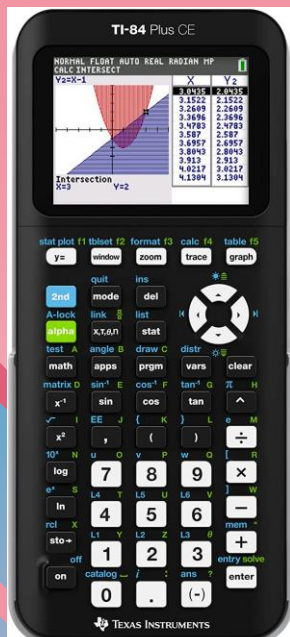 TI-84 Plus CE
NORMAL FLOAT AUTO REAL RADIAN MP
CALC INTERSECT
Y2=X-1
X Y2
3.0435 2.0435
3.1522 2.1522
3.2609 2.2609
3.3696 2.3696
3.4783 2.4783
3.587 2.587
3.6957 2.6957
3.8043 2.8043
3.913 2.913
4.0217 3.0217
4.1304 3.1304
Intersection
X=3 Y=2
stat plot f1 tblset f2 format f3 calc f4 table f5
y= window zoom trace graph
quit ins
2nd mode del
A-lock link list
alpha X,T,θ,n stat
test A angle B draw C distr
math apps prgm vars clear
matrix D sin⁻¹ E cos⁻¹ F tan⁻¹ G π H
x⁻¹ sin cos tan ^
√ I EE J { K } L e M
x² , ( ) ÷
10ˣ N u O v P w Q [ R
log 7 8 9 ×
eˣ S L4 T L5 U L6 V ] W
ln 4 5 6 −
rcl X L1 Y L2 Z L3 θ mem "
sto→ 1 2 3 +
off catalog ⎵ i : ans ? entry solve
on 0 . (-) enter
TEXAS INSTRUMENTS